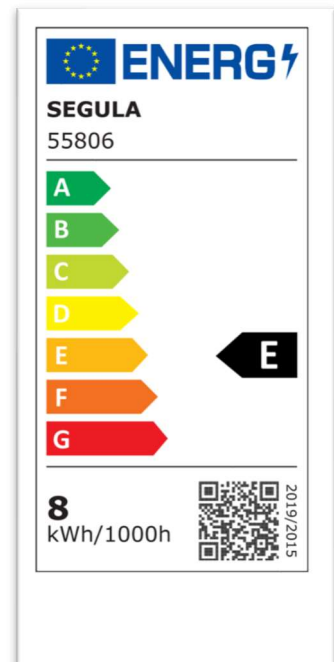 ENERG
SEGULA
55806
A
B
C
D
E
E
F
G
8
kWh/1000h
2019/2015